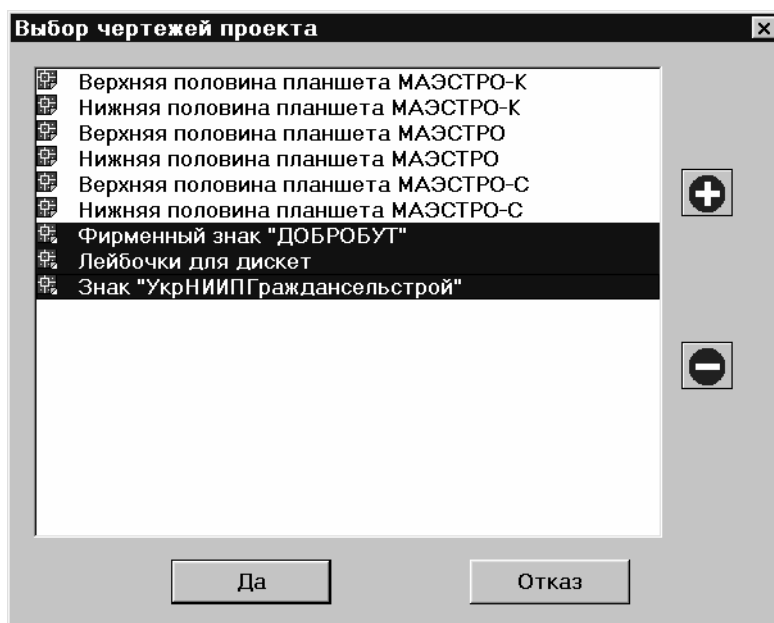 Выбор чертежей проекта
Верхняя половина планшета МАЭСТРО-К
Нижняя половина планшета МАЭСТРО-К
Верхняя половина планшета МАЭСТРО
Нижняя половина планшета МАЭСТРО
Верхняя половина планшета МАЭСТРО-С
Нижняя половина планшета МАЭСТРО-С
Фирменный знак "ДОБРОБУТ"
Лейбочки для дискет
Знак "УкрНИИПГраждансельстрой"
Да
Отказ